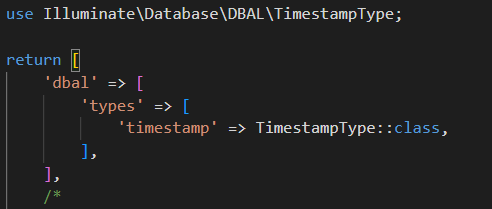 use Illuminate\Database\DBAL\TimestampType;
return [
'dbal' => [
'types' => [
'timestamp' => TimestampType::class,
],
],
/*